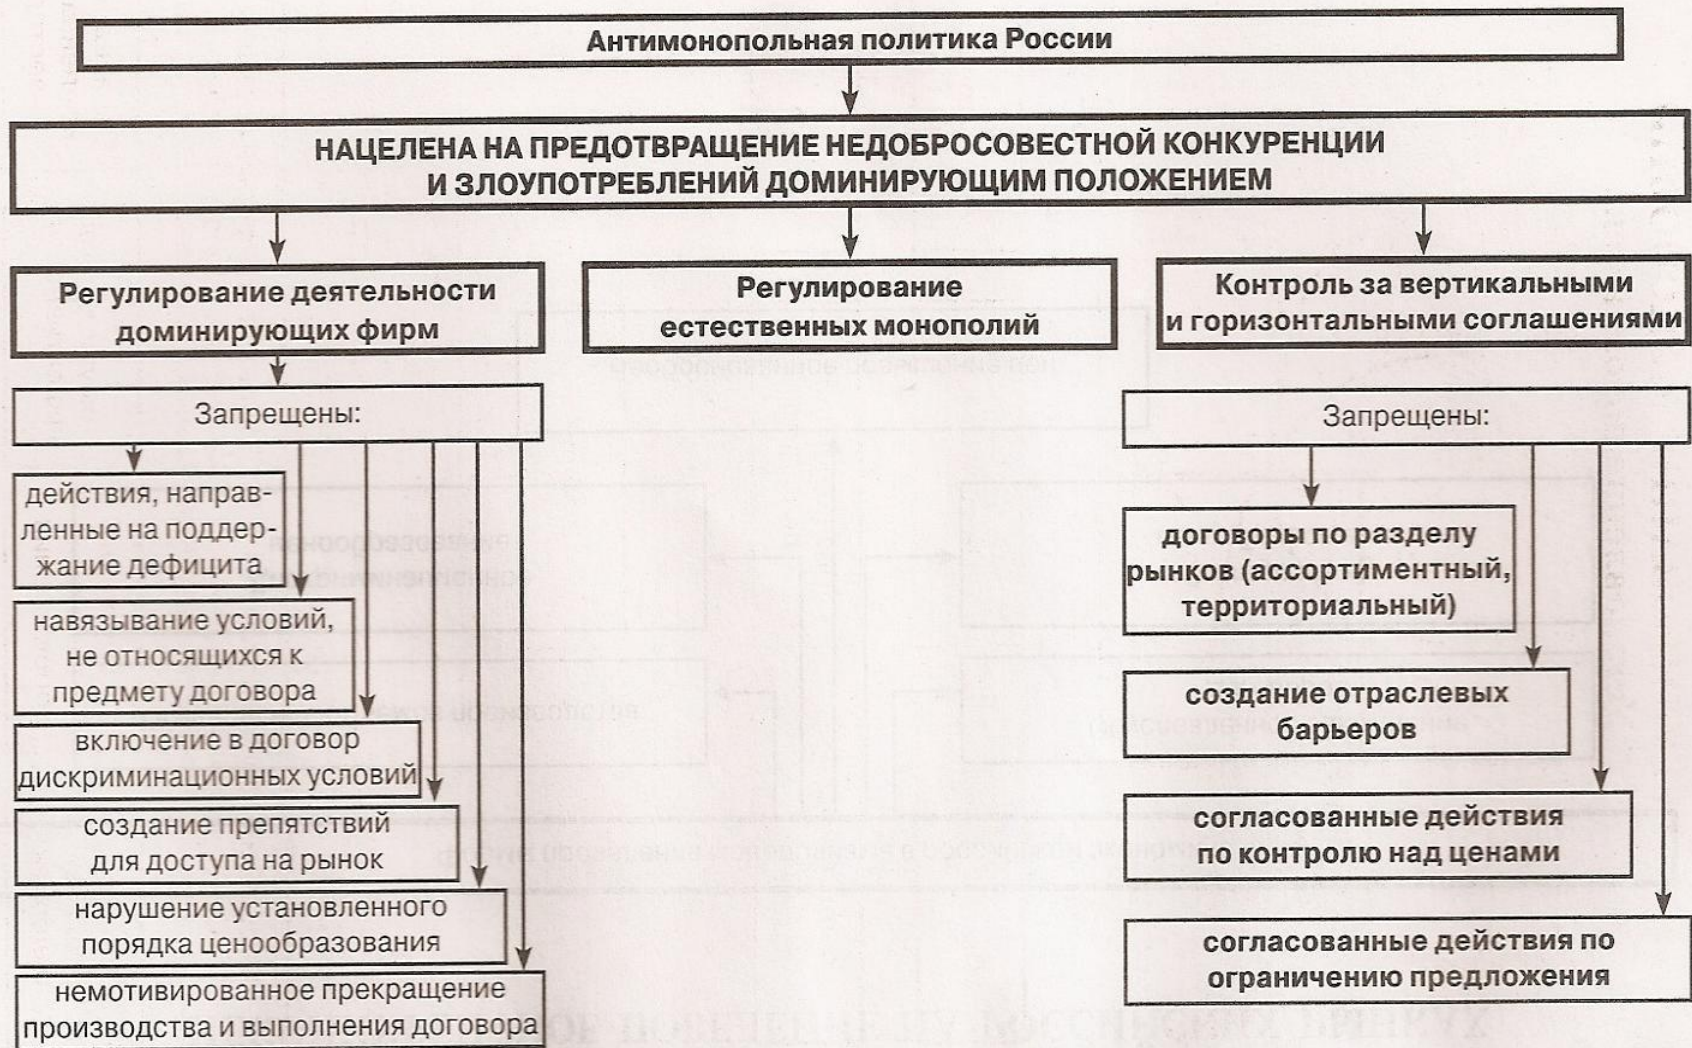 Антимонопольная политика России
НАЦЕЛЕНА НА ПРЕДОТВРАЩЕНИЕ НЕДОБРОСОВЕСТНОЙ КОНКУРЕНЦИИ
И ЗЛОУПОТРЕБЛЕНИЙ ДОМИНИРУЮЩИМ ПОЛОЖЕНИЕМ
Регулирование деятельности
доминирующих фирм
Регулирование
естественных монополий
Контроль за вертикальными
и горизонтальными соглашениями
Запрещены:
действия, направ-
ленные на поддер-
жание дефицита
навязывание условий,
не относящихся к
предмету договора
включение в договор
дискриминационных условий
создание препятствий
для доступа на рынок
нарушение установленного
порядка ценообразования
немотивированное прекращение
производства и выполнения договора
Запрещены:
договоры по разделу
рынков (ассортиментный,
территориальный)
создание отраслевых
барьеров
согласованные действия
по контролю над ценами
согласованные действия по
ограничению предложения